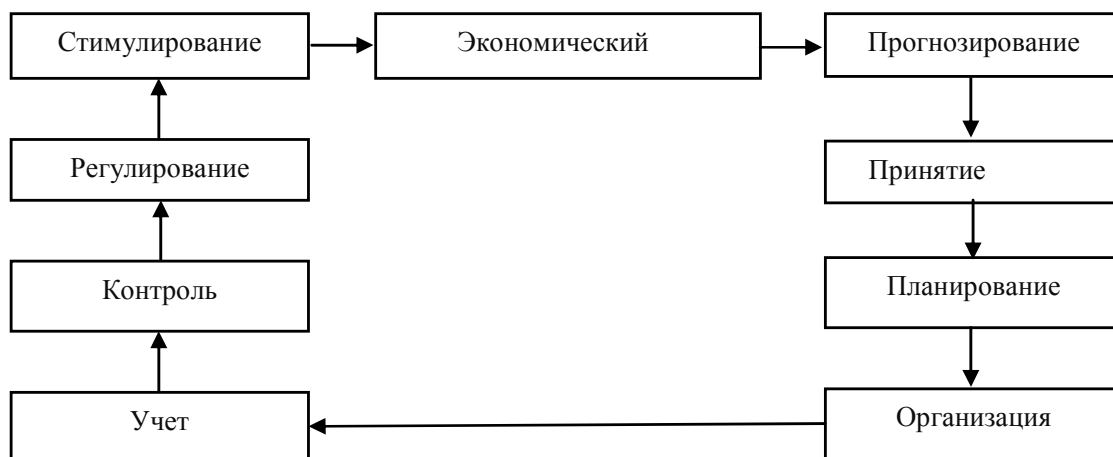 Стимулирование
Экономический
Прогнозирование
Регулирование
Принятие
Контроль
Планирование
Учет
Организация